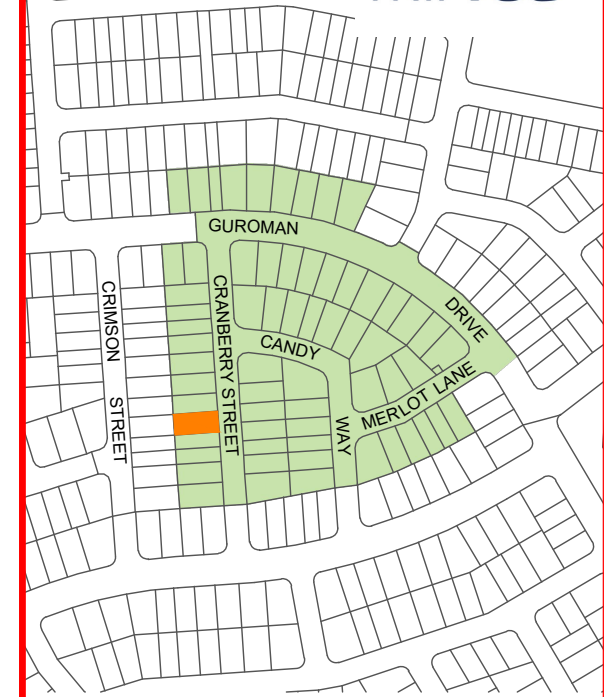 GUROMAN
DRIVE
CRIMSON
STREET
CRANBERRY STREET
CANDY
WAY
MERLOT LANE